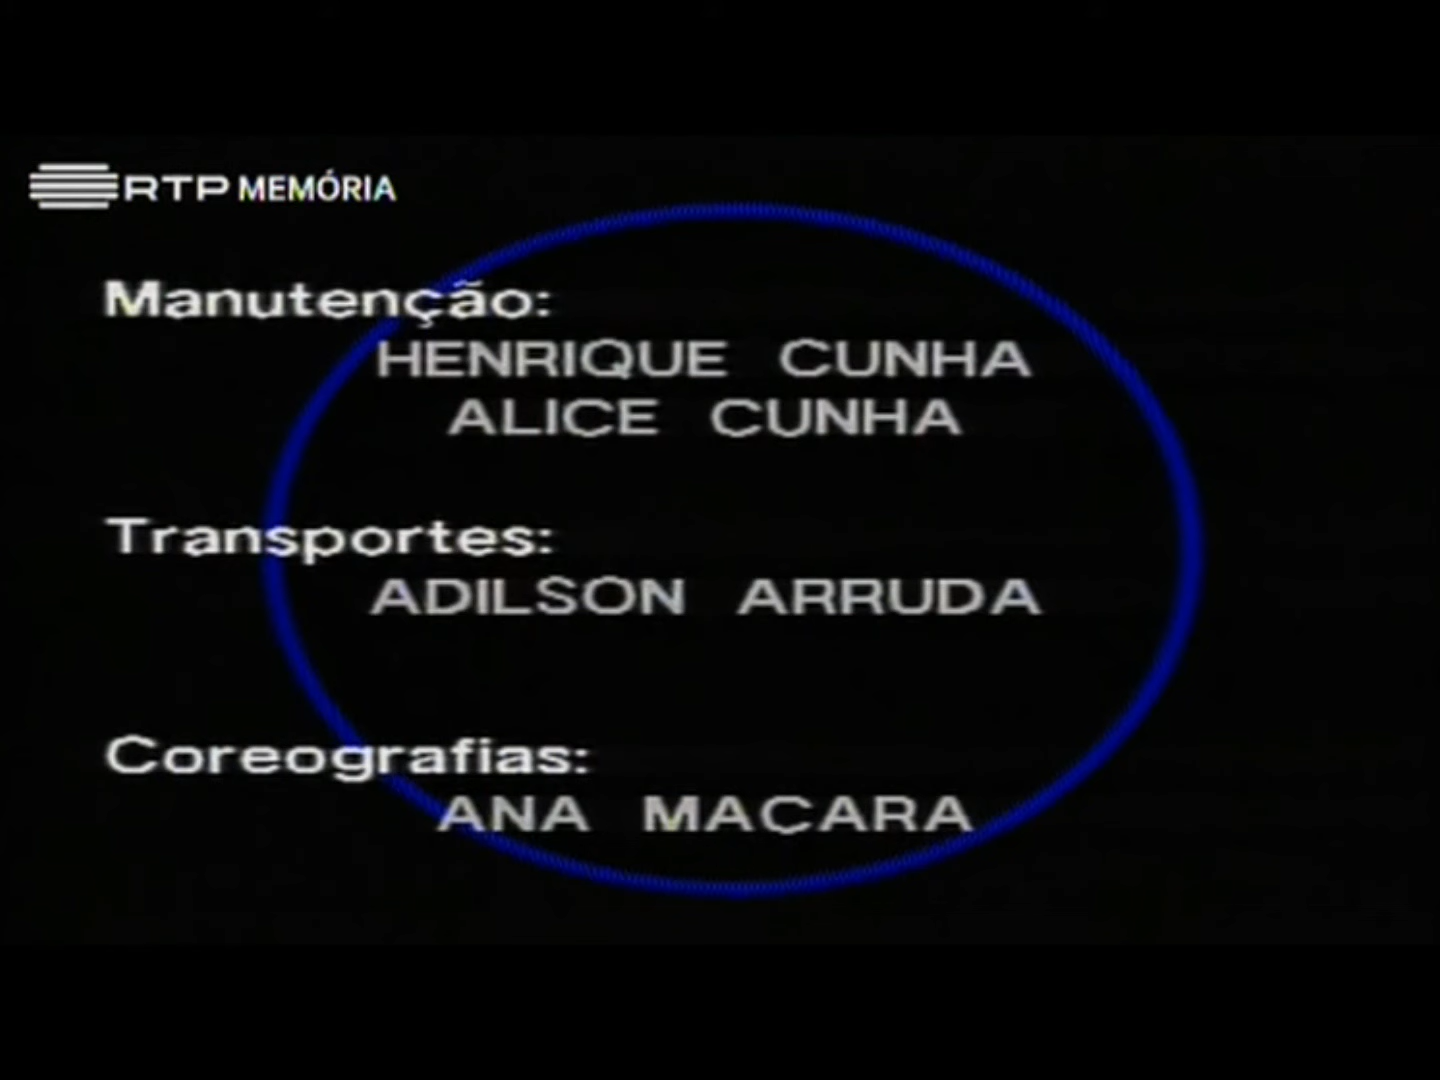 RTP MEMÓRIA
Manutenção:
HENRIQUE CUNHA
ALICE CUNHA
Transportes:
ADILSON ARRUDA
Coreografias:
ANA MACARA